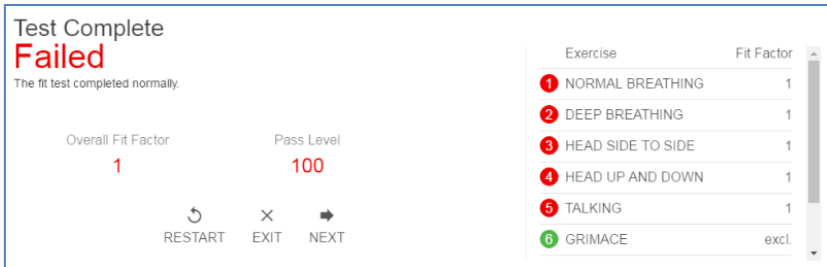 Test Complete
Failed
The fit test completed normally.
Overall Fit Factor Pass Level
1 100
RESTART EXIT NEXT
Exercise Fit Factor
1 NORMAL BREATHING 1
2 DEEP BREATHING 1
3 HEAD SIDE TO SIDE 1
4 HEAD UP AND DOWN 1
5 TALKING 1
6 GRIMACE excl.